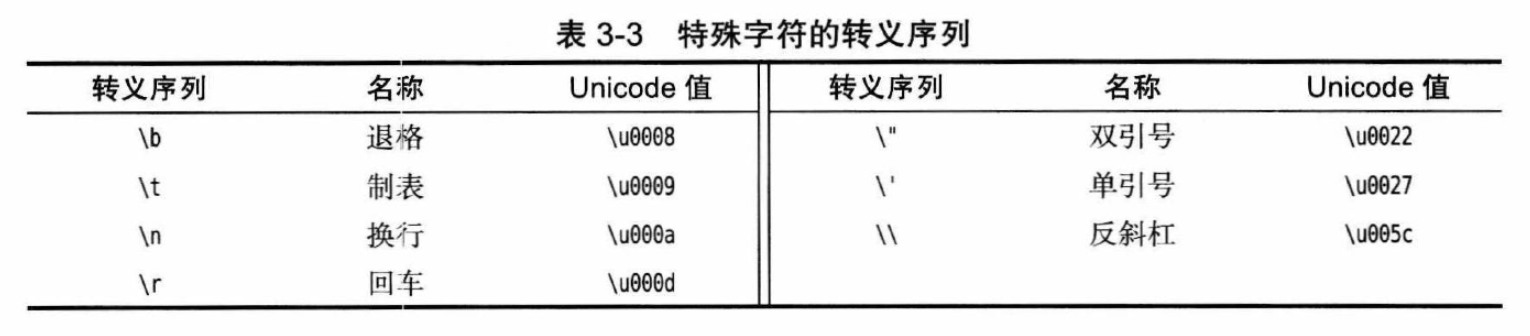 表 3-3 特殊字符的转义序列
转义序列 名称 Unicode 值 转义序列 名称 Unicode 值
\b 退格 \u0008 \" 双引号 \u0022
\t 制表 \u0009 \' 单引号 \u0027
\n 换行 \u000a \\ 反斜杠 \u005c
\r 回车 \u000d